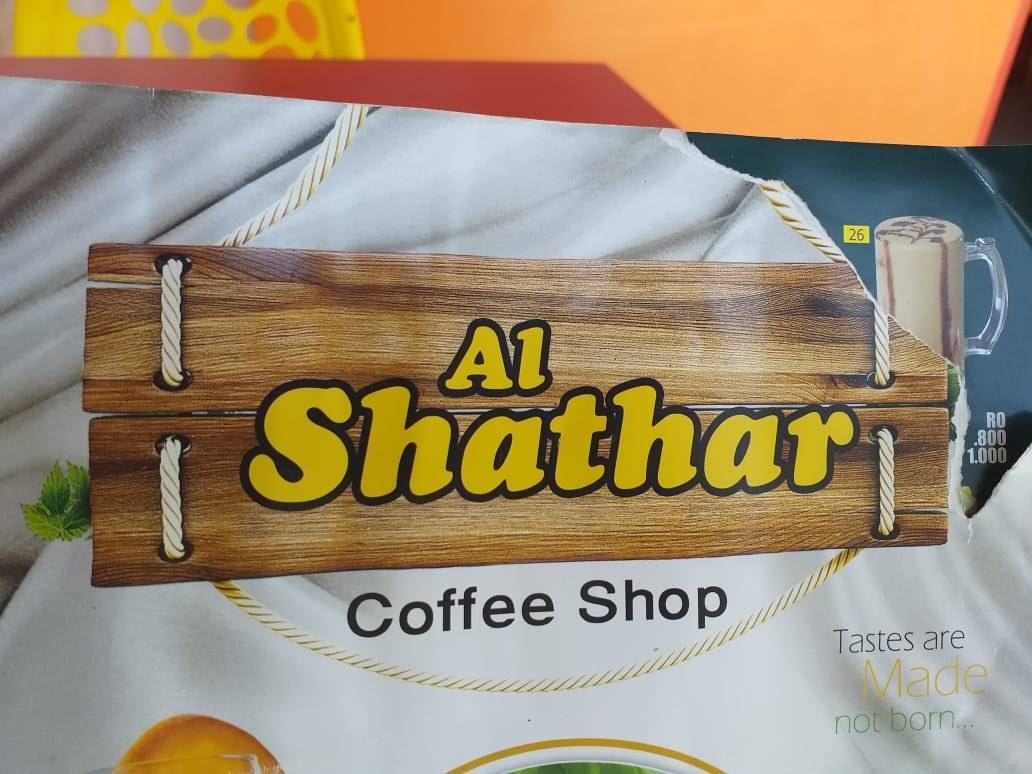 26
Al
Shathar
RO
.800
1.000
Coffee Shop
Tastes are
Made
not born...